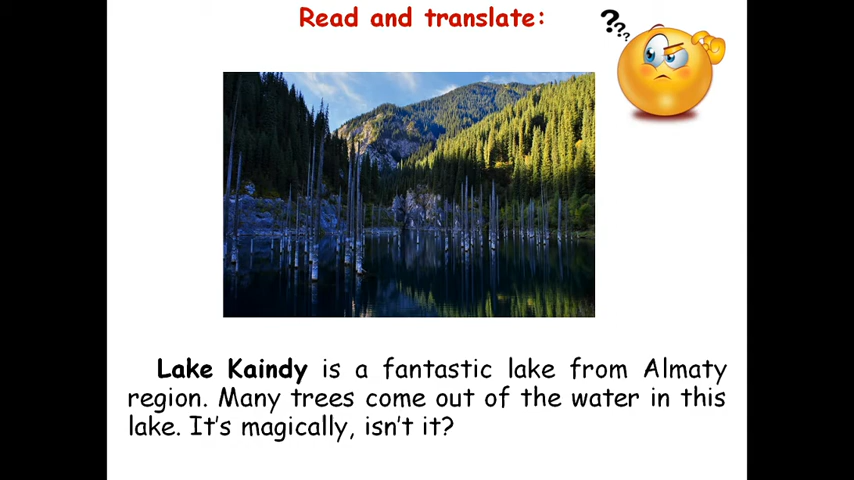 Read and translate:
???
Lake Kaindy is a fantastic lake from Almaty
region. Many trees come out of the water in this
lake. It's magically, isn't it?